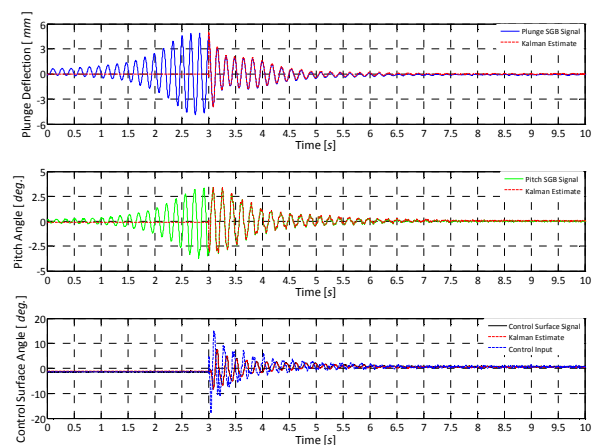 Plunge Deflection [ mm ]
6
3
0
-3
-6
Plunge SGB Signal
Kalman Estimate
0 0.5 1 1.5 2 2.5 3 3.5 4 4.5 5 5.5 6 6.5 7 7.5 8 8.5 9 9.5 10
Time [s]
Pitch Angle [ deg. ]
5
2.5
0
-2.5
-5
Pitch SGB Signal
Kalman Estimate
0 0.5 1 1.5 2 2.5 3 3.5 4 4.5 5 5.5 6 6.5 7 7.5 8 8.5 9 9.5 10
Time [s]
Control Surface Angle [ deg. ]
20
10
0
-10
-20
Control Surface Signal
Kalman Estimate
Control Input
0 0.5 1 1.5 2 2.5 3 3.5 4 4.5 5 5.5 6 6.5 7 7.5 8 8.5 9 9.5 10
Time [s]